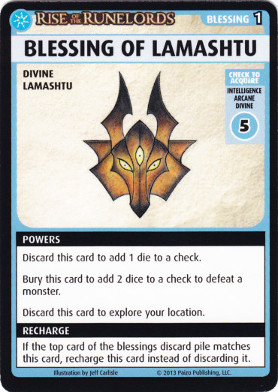 RISE OF THE RUNELORDS
BLESSING 1
BLESSING OF LAMASHTU
DIVINE
LAMASHTU
CHECK TO
ACQUIRE
INTELLIGENCE
ARCANE
DIVINE
5
POWERS
Discard this card to add 1 die to a check.
Bury this card to add 2 dice to a check to defeat a
monster.
Discard this card to explore your location.
RECHARGE
If the top card of the blessings discard pile matches
this card, recharge this card instead of discarding it.
Illustration by Jeff Carlisle
© 2013 Paizo Publishing, LLC.